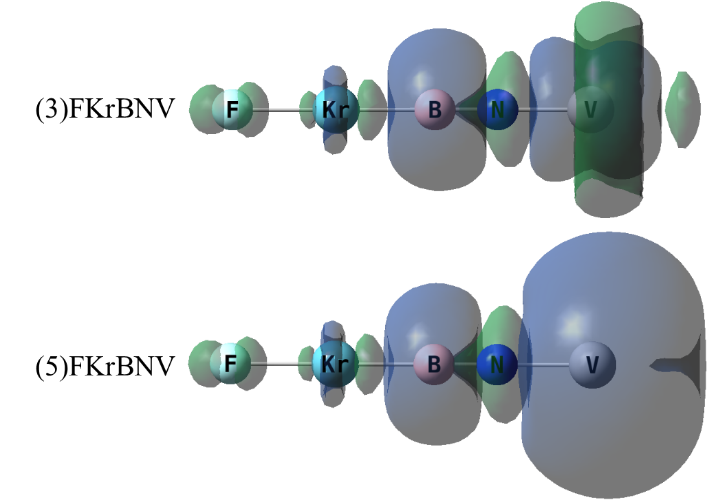 (3)FKrBNV F Kr B N V
(5)FKrBNV F Kr B N V